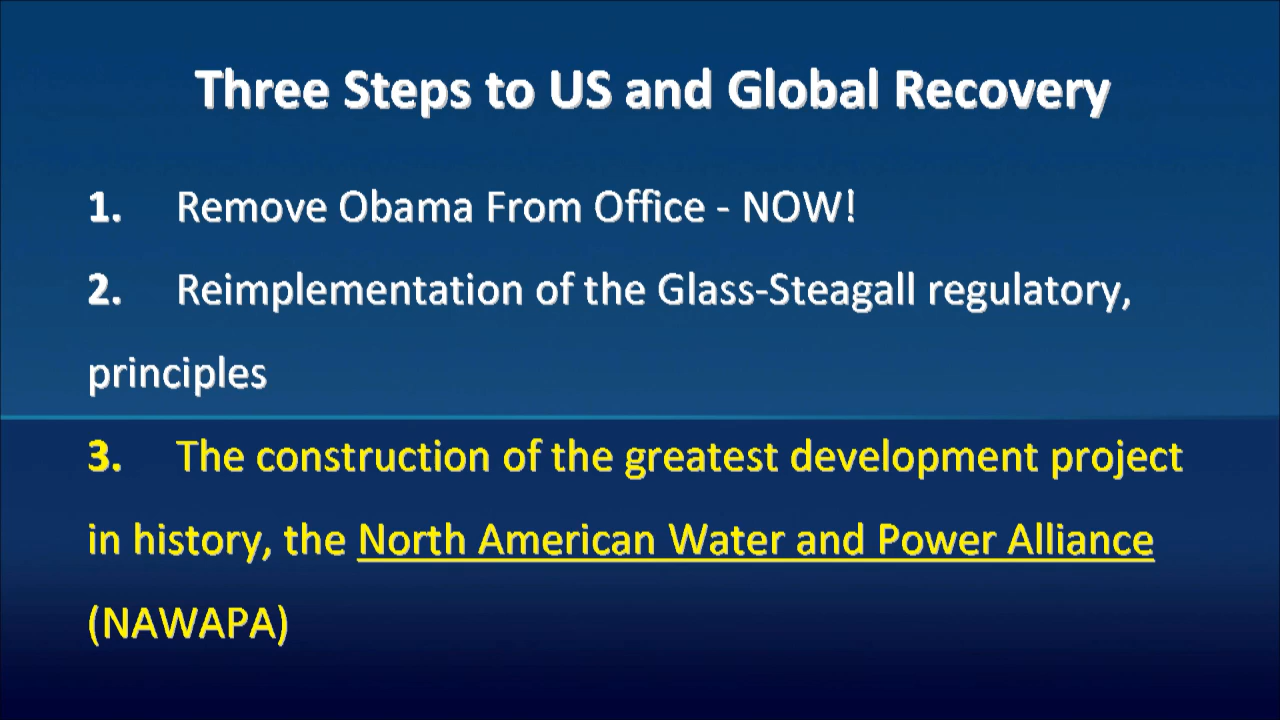 Three Steps to US and Global Recovery
1. Remove Obama From Office - NOW!
2. Reimplementation of the Glass-Steagall regulatory,
principles
3. The construction of the greatest development project
in history, the North American Water and Power Alliance
(NAWAPA)